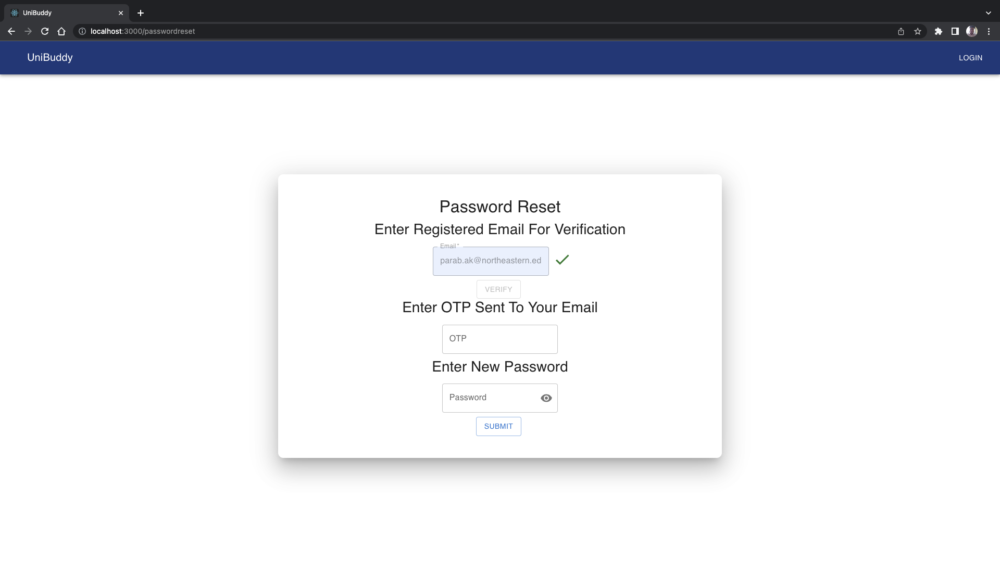 UniBuddy
localhost:3000/passwordreset
UniBuddy
LOGIN
Password Reset
Enter Registered Email For Verification
Email *
parab.ak@northeastern.ed
VERIFY
Enter OTP Sent To Your Email
OTP
Enter New Password
Password
SUBMIT